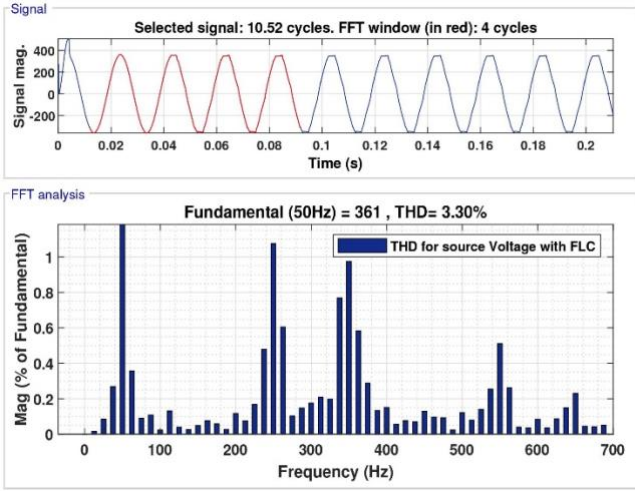 Signal
Selected signal: 10.52 cycles. FFT window (in red): 4 cycles
Signal mag.
400
200
0
-200
0 0.02 0.04 0.06 0.08 0.1 0.12 0.14 0.16 0.18 0.2
Time (s)
FFT analysis
Fundamental (50Hz) = 361 , THD= 3.30%
THD for source Voltage with FLC
Mag (% of Fundamental)
1
0.8
0.6
0.4
0.2
0
0 100 200 300 400 500 600 700
Frequency (Hz)